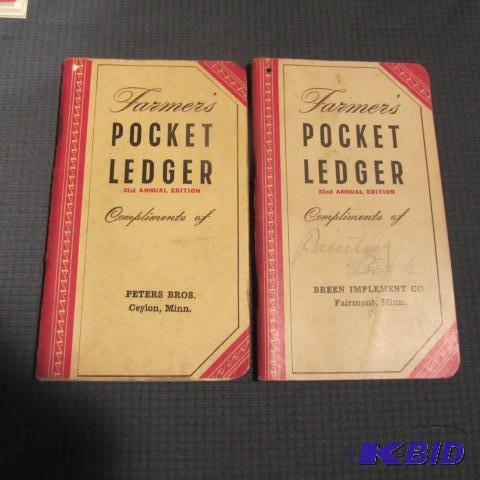 Farmer's
POCKET
LEDGER
81st ANNUAL EDITION
Compliments of
PETERS BROS.
Ceylon, Minn.
Farmer's
POCKET
LEDGER
82nd ANNUAL EDITION
Compliments of
BREEN IMPLEMENT CO
Fairmont, Minn.
K-BID